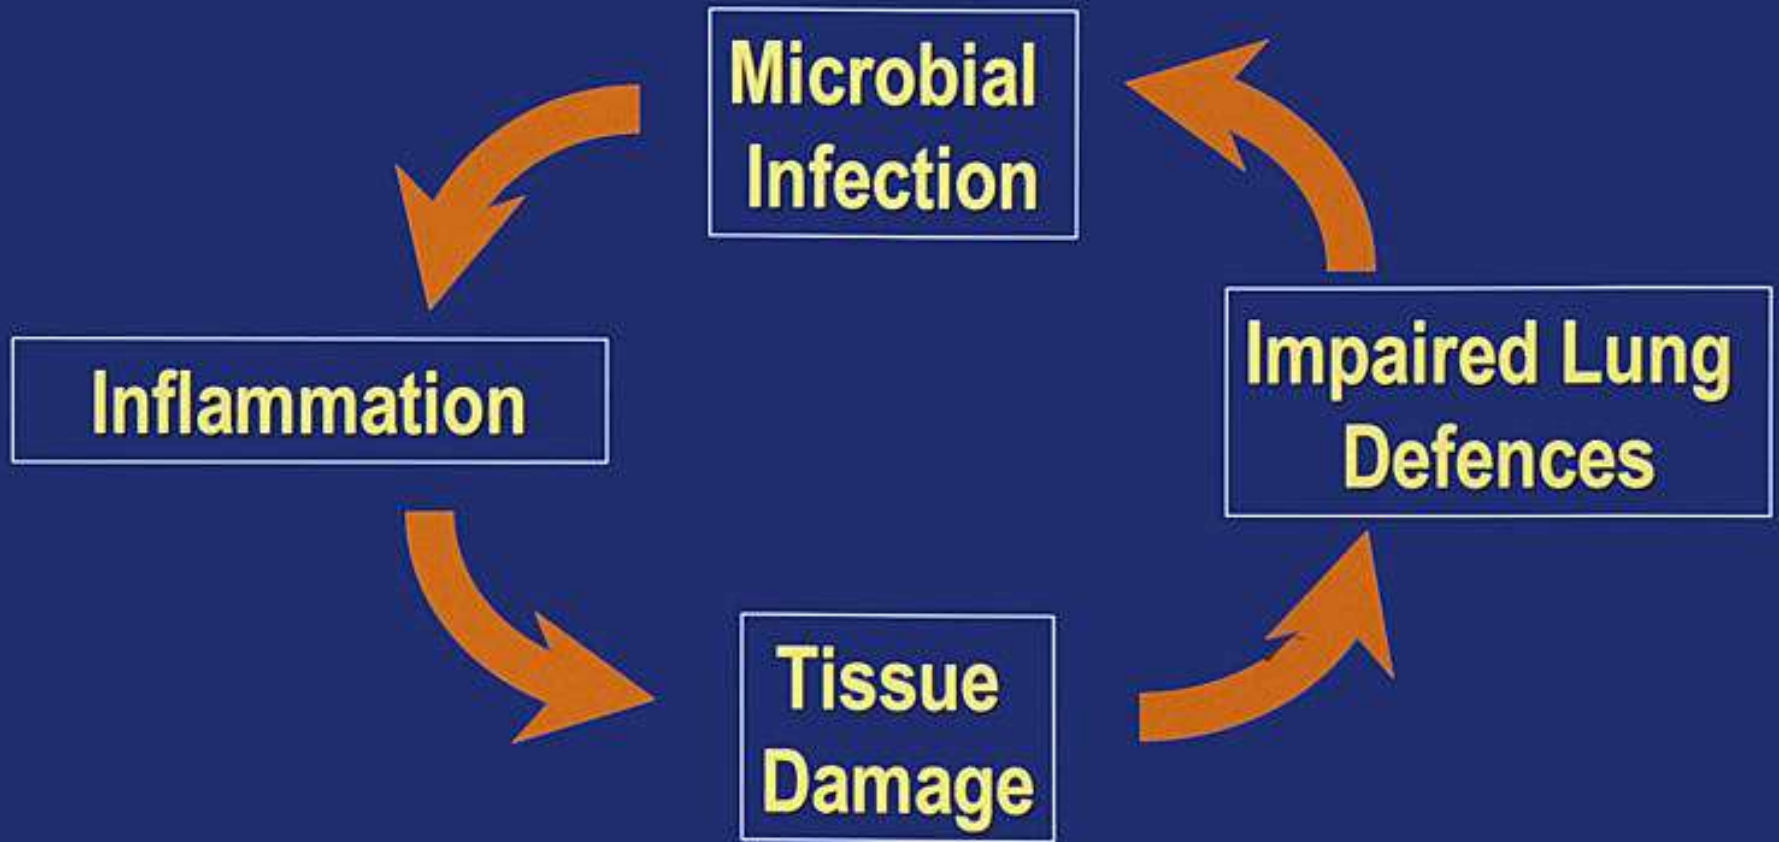 Microbial
Infection
Inflammation
Impaired Lung
Defences
Tissue
Damage